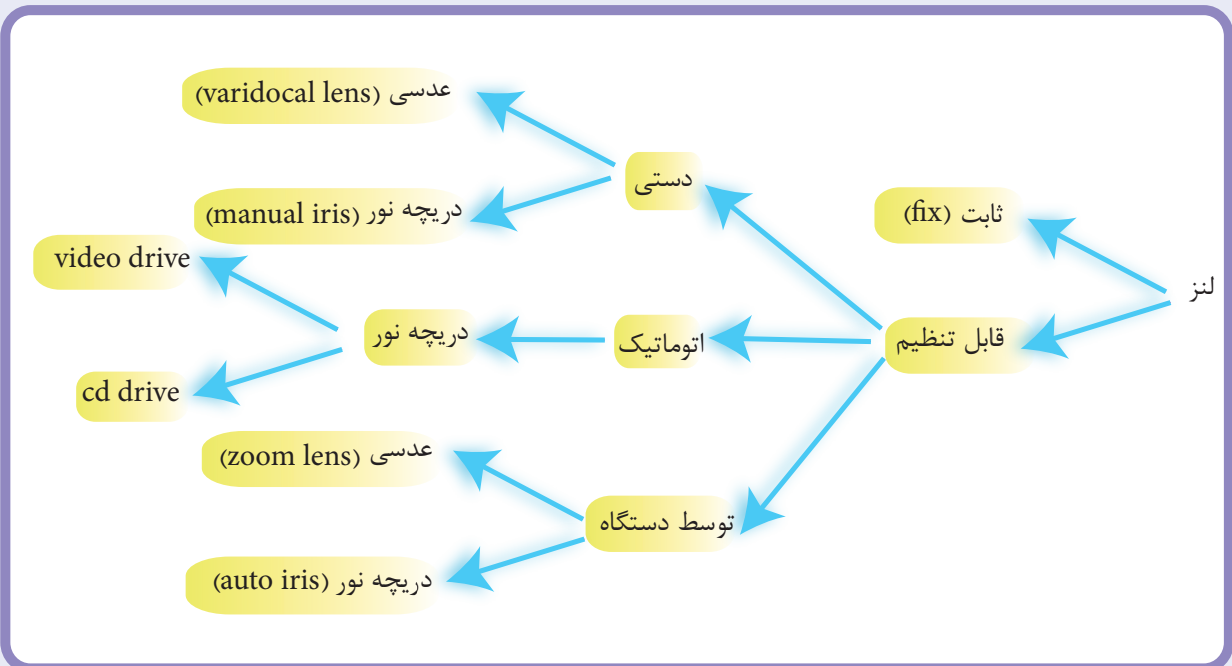 لنز
ثابت (fix)
قابل تنظیم
دستی
عدسی (varidocal lens)
دریچه نور (manual iris)
اتوماتیک
دریچه نور
video drive
cd drive
توسط دستگاه
عدسی (zoom lens)
دریچه نور (auto iris)